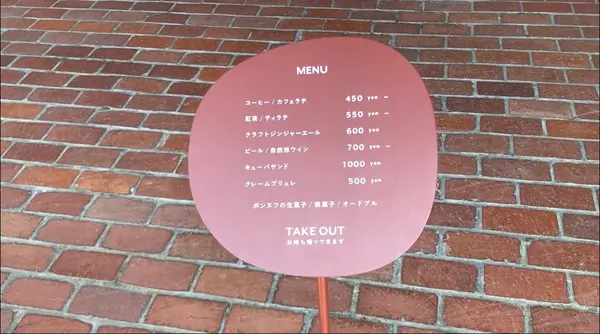 MENU
コーヒー / カフェラテ 450 yen ~
紅茶 / ティラテ 550 yen ~
クラフトジンジャーエール 600 yen
ビール / 自然派ワイン 700 yen ~
キューバサンド 1000 yen
クレームブリュレ 500 yen
ポンヌフの生菓子 / 焼菓子 / オードブル
TAKE OUT
お持ち帰りできます